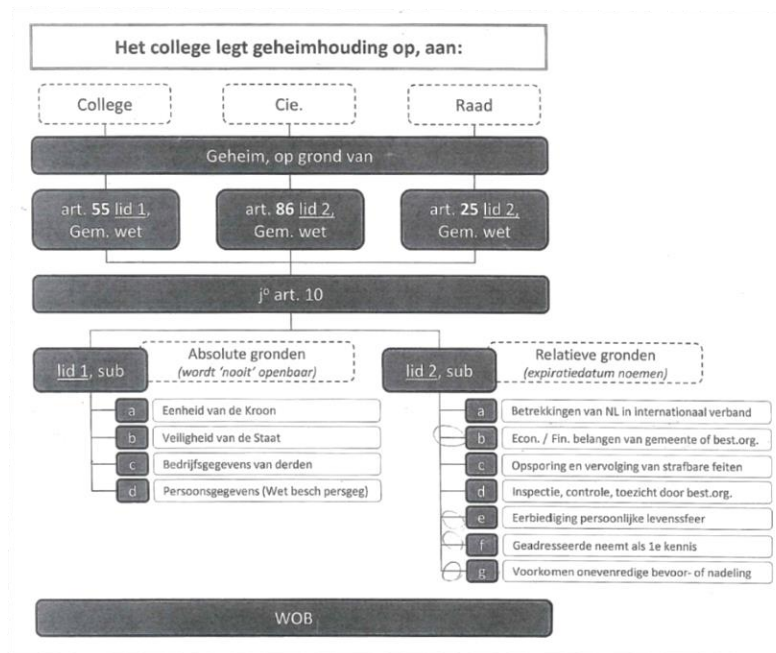 Het college legt geheimhouding op, aan:
College
Cie.
Raad
Geheim, op grond van
art. 55 lid 1,
Gem. wet
art. 86 lid 2,
Gem. wet
art. 25 lid 2,
Gem. wet
jº art. 10
lid 1, sub
Absolute gronden
(wordt 'nooit' openbaar)
a Eenheid van de Kroon
b Veiligheid van de Staat
c Bedrijfsgegevens van derden
d Persoonsgegevens (Wet besch persgeg)
lid 2, sub
Relatieve gronden
(expiratiedatum noemen)
a Betrekkingen van NL in internationaal verband
b Econ. / Fin. belangen van gemeente of best.org.
c Opsporing en vervolging van strafbare feiten
d Inspectie, controle, toezicht door best.org.
e Eerbiediging persoonlijke levenssfeer
f Geadresseerde neemt als 1e kennis
g Voorkomen onevenredige bevoor- of nadeling
WOB